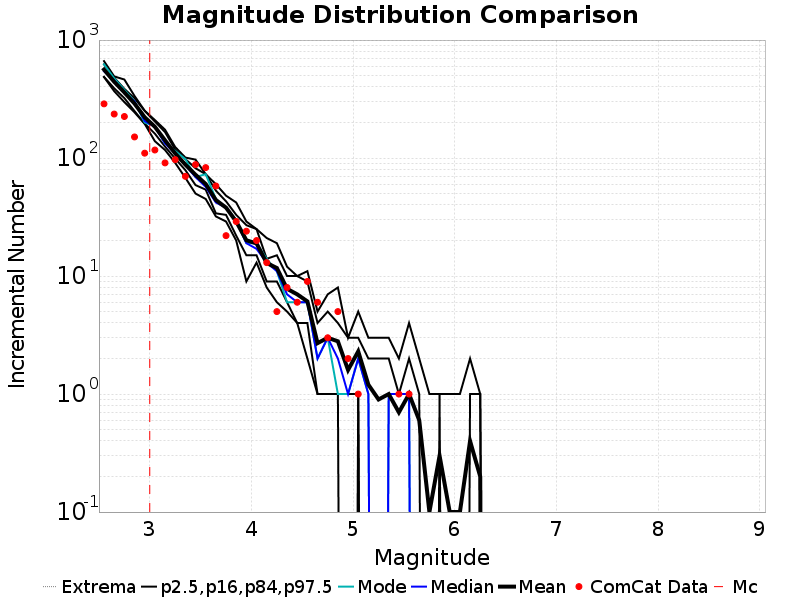 Magnitude Distribution Comparison
10^3
10^2
10^1
10^0
10^-1
Incremental Number
3 4 5 6 7 8 9
Magnitude
Extrema p2.5,p16,p84,p97.5 Mode Median Mean ComCat Data Mc